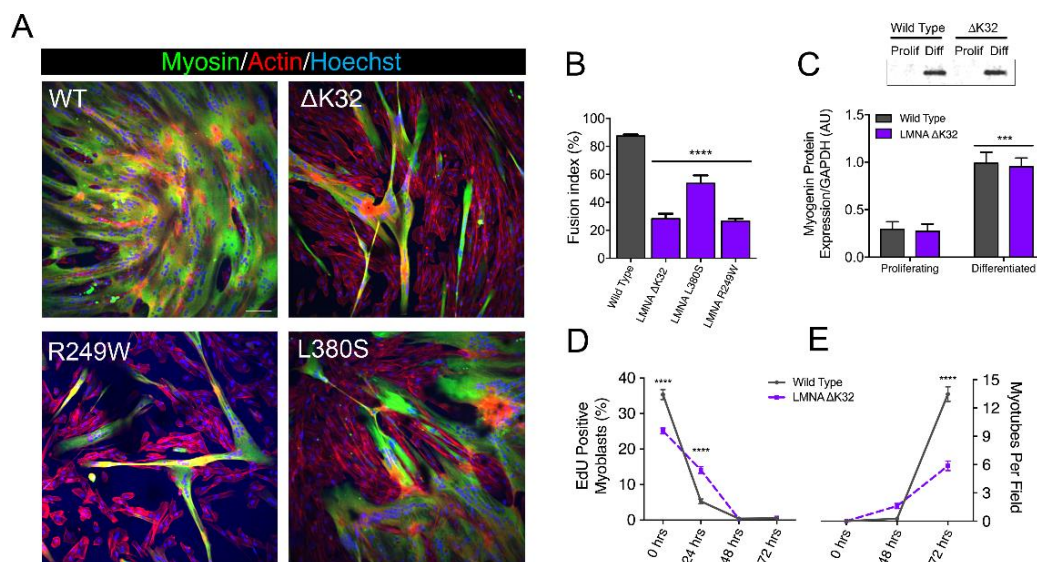 A
Myosin/Actin/Hoechst
WT
ΔK32
R249W
L380S
B
Fusion index (%)
100
80
60
40
20
0
****
Wild Type
LMNA ΔK32
LMNA L380S
LMNA R249W
C
Wild Type ΔK32
Prolif Diff Prolif Diff
Myogenin Protein
Expression/GAPDH (AU)
Wild Type
LMNA ΔK32
1.5
1.0
0.5
0.0
***
Proliferating Differentiated
D
EdU Positive
Myoblasts (%)
40
30
20
10
0
****
****
0 hrs
24 hrs
48 hrs
72 hrs
Wild Type
LMNA ΔK32
E
****
15
12
9
6
3
0
Myotubes
Per Field
0 hrs
48 hrs
72 hrs